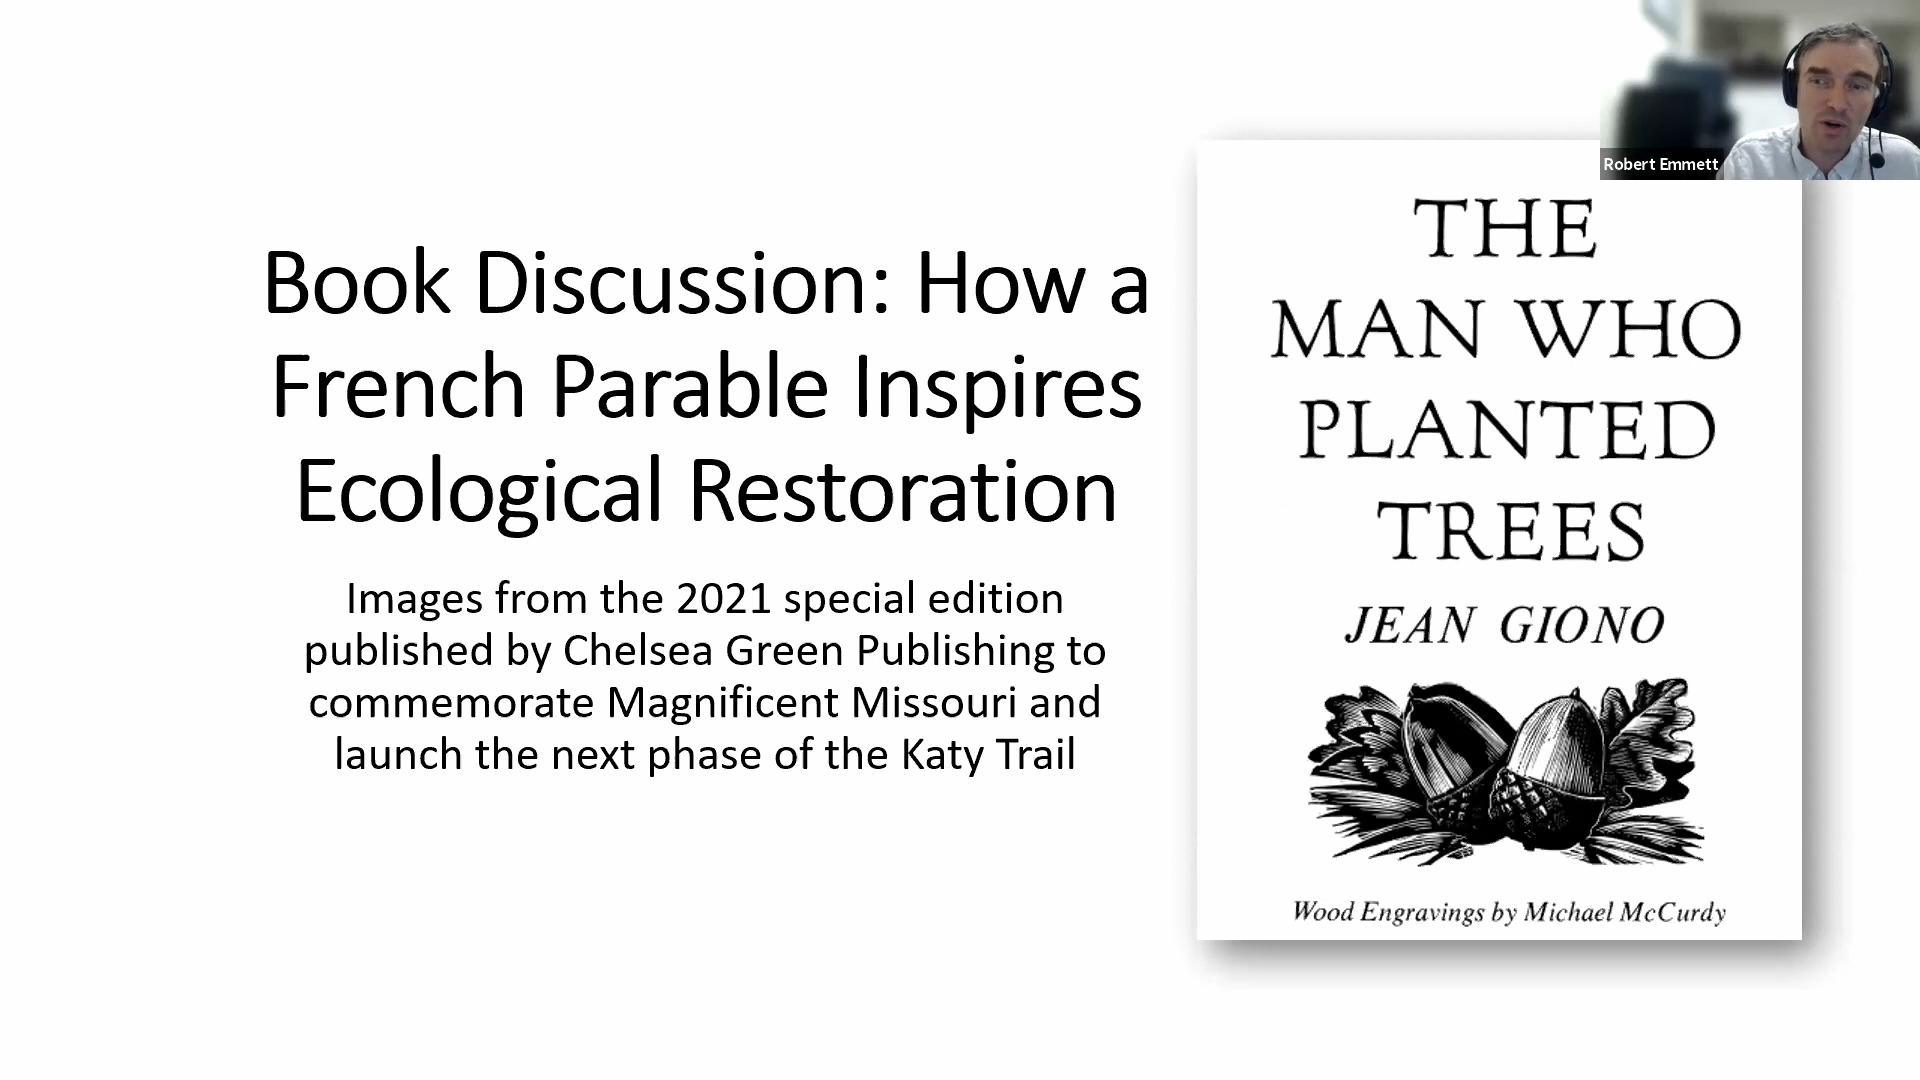 Book Discussion: How a
French Parable Inspires
Ecological Restoration
Images from the 2021 special edition
published by Chelsea Green Publishing to
commemorate Magnificent Missouri and
launch the next phase of the Katy Trail
Robert Emmett
THE
MAN WHO
PLANTED
TREES
JEAN GIONO
Wood Engravings by Michael McCurdy